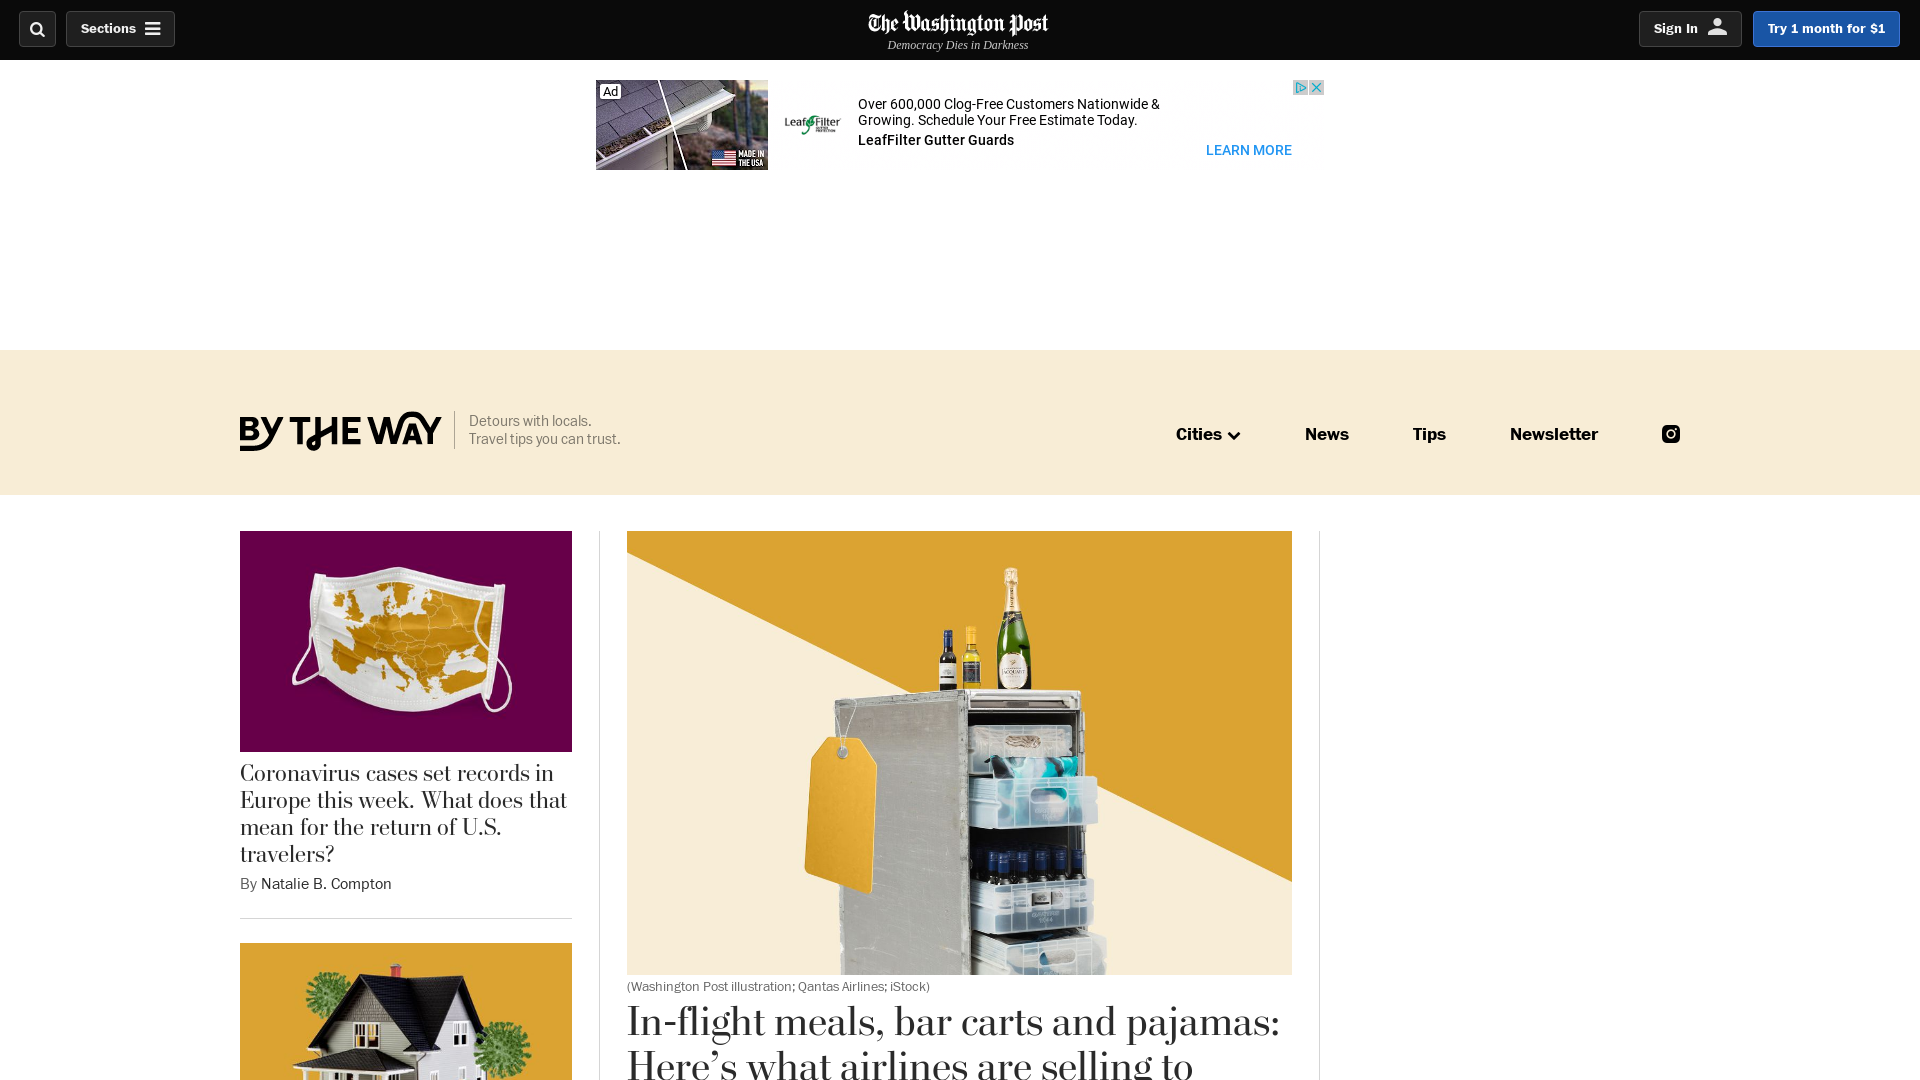 Sections
The Washington Post
Democracy Dies in Darkness
Sign In
Try 1 month for $1
Ad
MADE IN
THE USA
LeafFilter
Over 600,000 Clog-Free Customers Nationwide &
Growing. Schedule Your Free Estimate Today.
LeafFilter Gutter Guards
LEARN MORE
BY THE WAY
Detours with locals.
Travel tips you can trust.
Cities
News
Tips
Newsletter
Coronavirus cases set records in
Europe this week. What does that
mean for the return of U.S.
travelers?
By Natalie B. Compton
JACQUART
(Washington Post illustration; Qantas Airlines; iStock)
In-flight meals, bar carts and pajamas:
Here’s what airlines are selling to